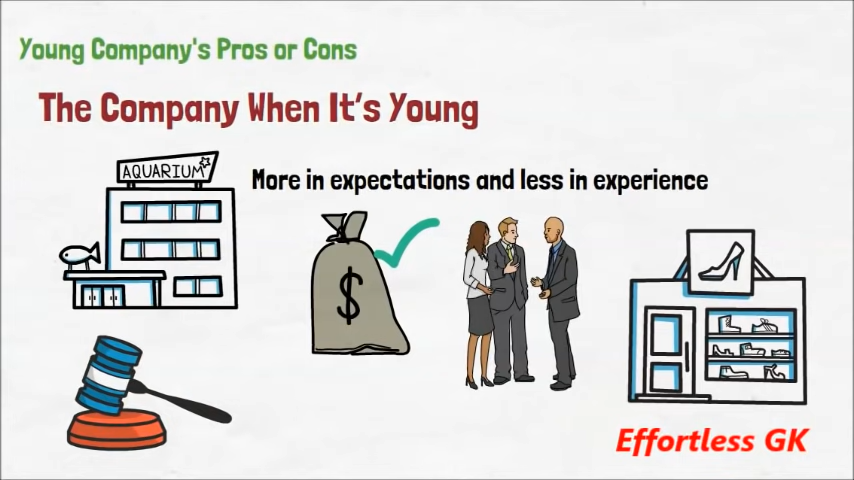 Young Company's Pros or Cons
The Company When It's Young
AQUARIUM
More in expectations and less in experience
$
Effortless GK